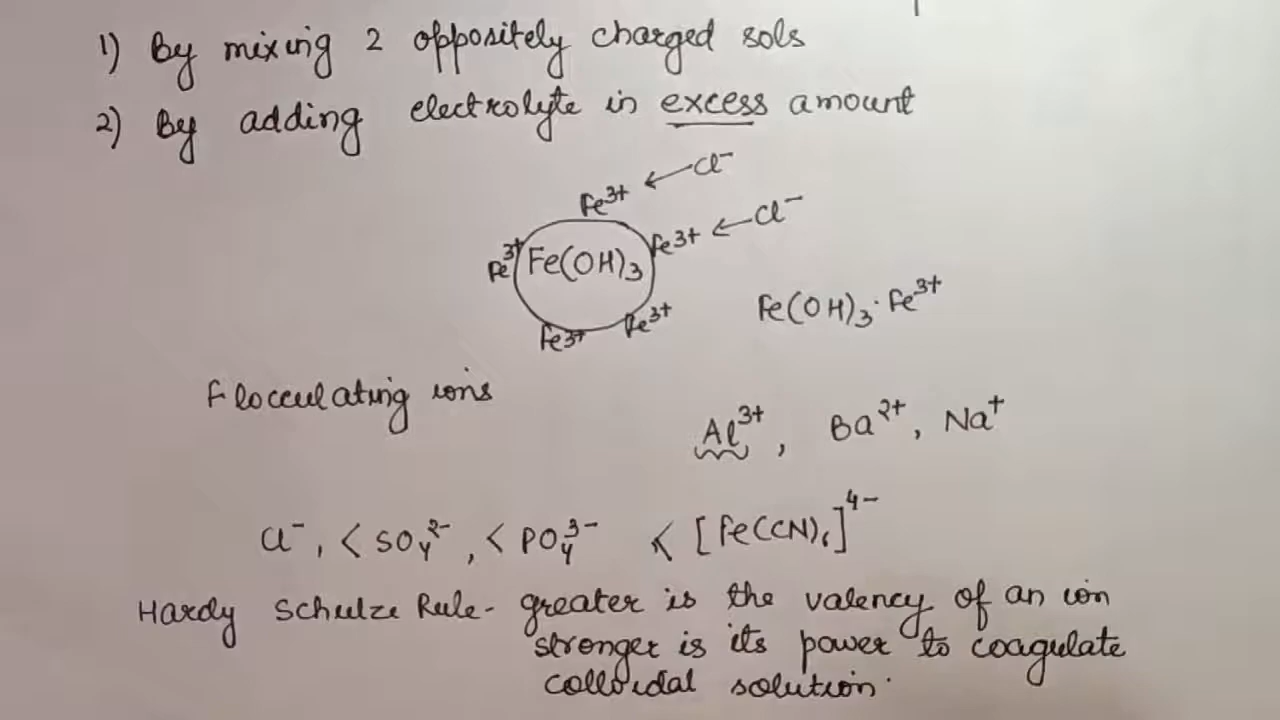 1) By mixing 2 oppositely charged sols
2) By adding electrolyte in excess amount
Fe³⁺ ← Cl⁻
Fe³⁺ ← Cl⁻
Fe³⁺ Fe(OH)₃
Fe(OH)₃·Fe³⁺
Fe³⁺ Fe³⁺
Flocculating ions
Al³⁺, Ba²⁺, Na⁺
Cl⁻, < SO₄²⁻, < PO₄³⁻ < [Fe(CN)₆]⁴⁻
Hardy Schulze Rule - greater is the valency of an ion
stronger is its power to coagulate
colloidal solution.